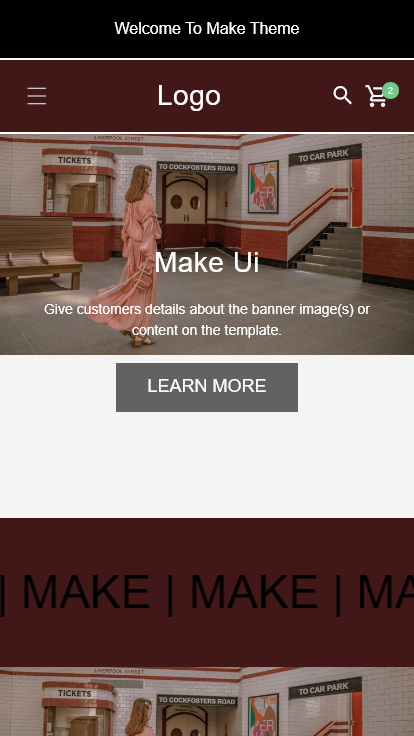 Welcome To Make Theme
Logo
2
LIVERPOOL STREET
TICKETS
TO COCKFOSTERS ROAD
TO CAR PARK
Make Ui
Give customers details about the banner image(s) or
content on the template.
LEARN MORE
| MAKE | MAKE | MA
LIVERPOOL STREET
TICKETS
TO COCKFOSTERS ROAD
TO CAR PARK